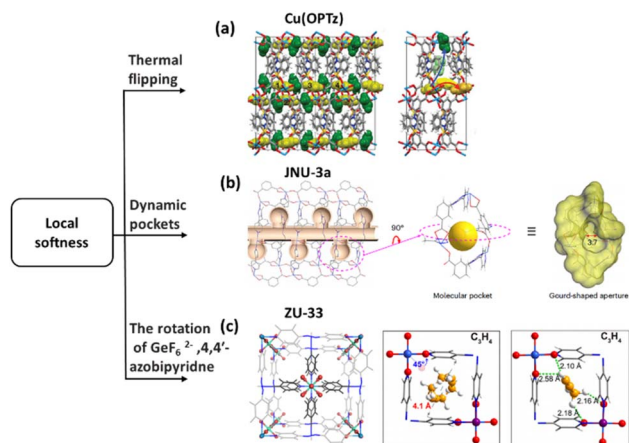 (a)
Cu(OPTz)
Thermal
flipping
JNU-3a
(b)
Dynamic
pockets
90°
≡
3.7
Molecular pocket
Gourd-shaped aperture
Local
softness
ZU-33
(c)
The rotation
of GeF₆ ²⁻ ,4,4'-
azobipyridne
C₃H₄
45°
4.1 Å
C₂H₄
2.10 Å
2.58 Å
2.16 Å
2.18 Å